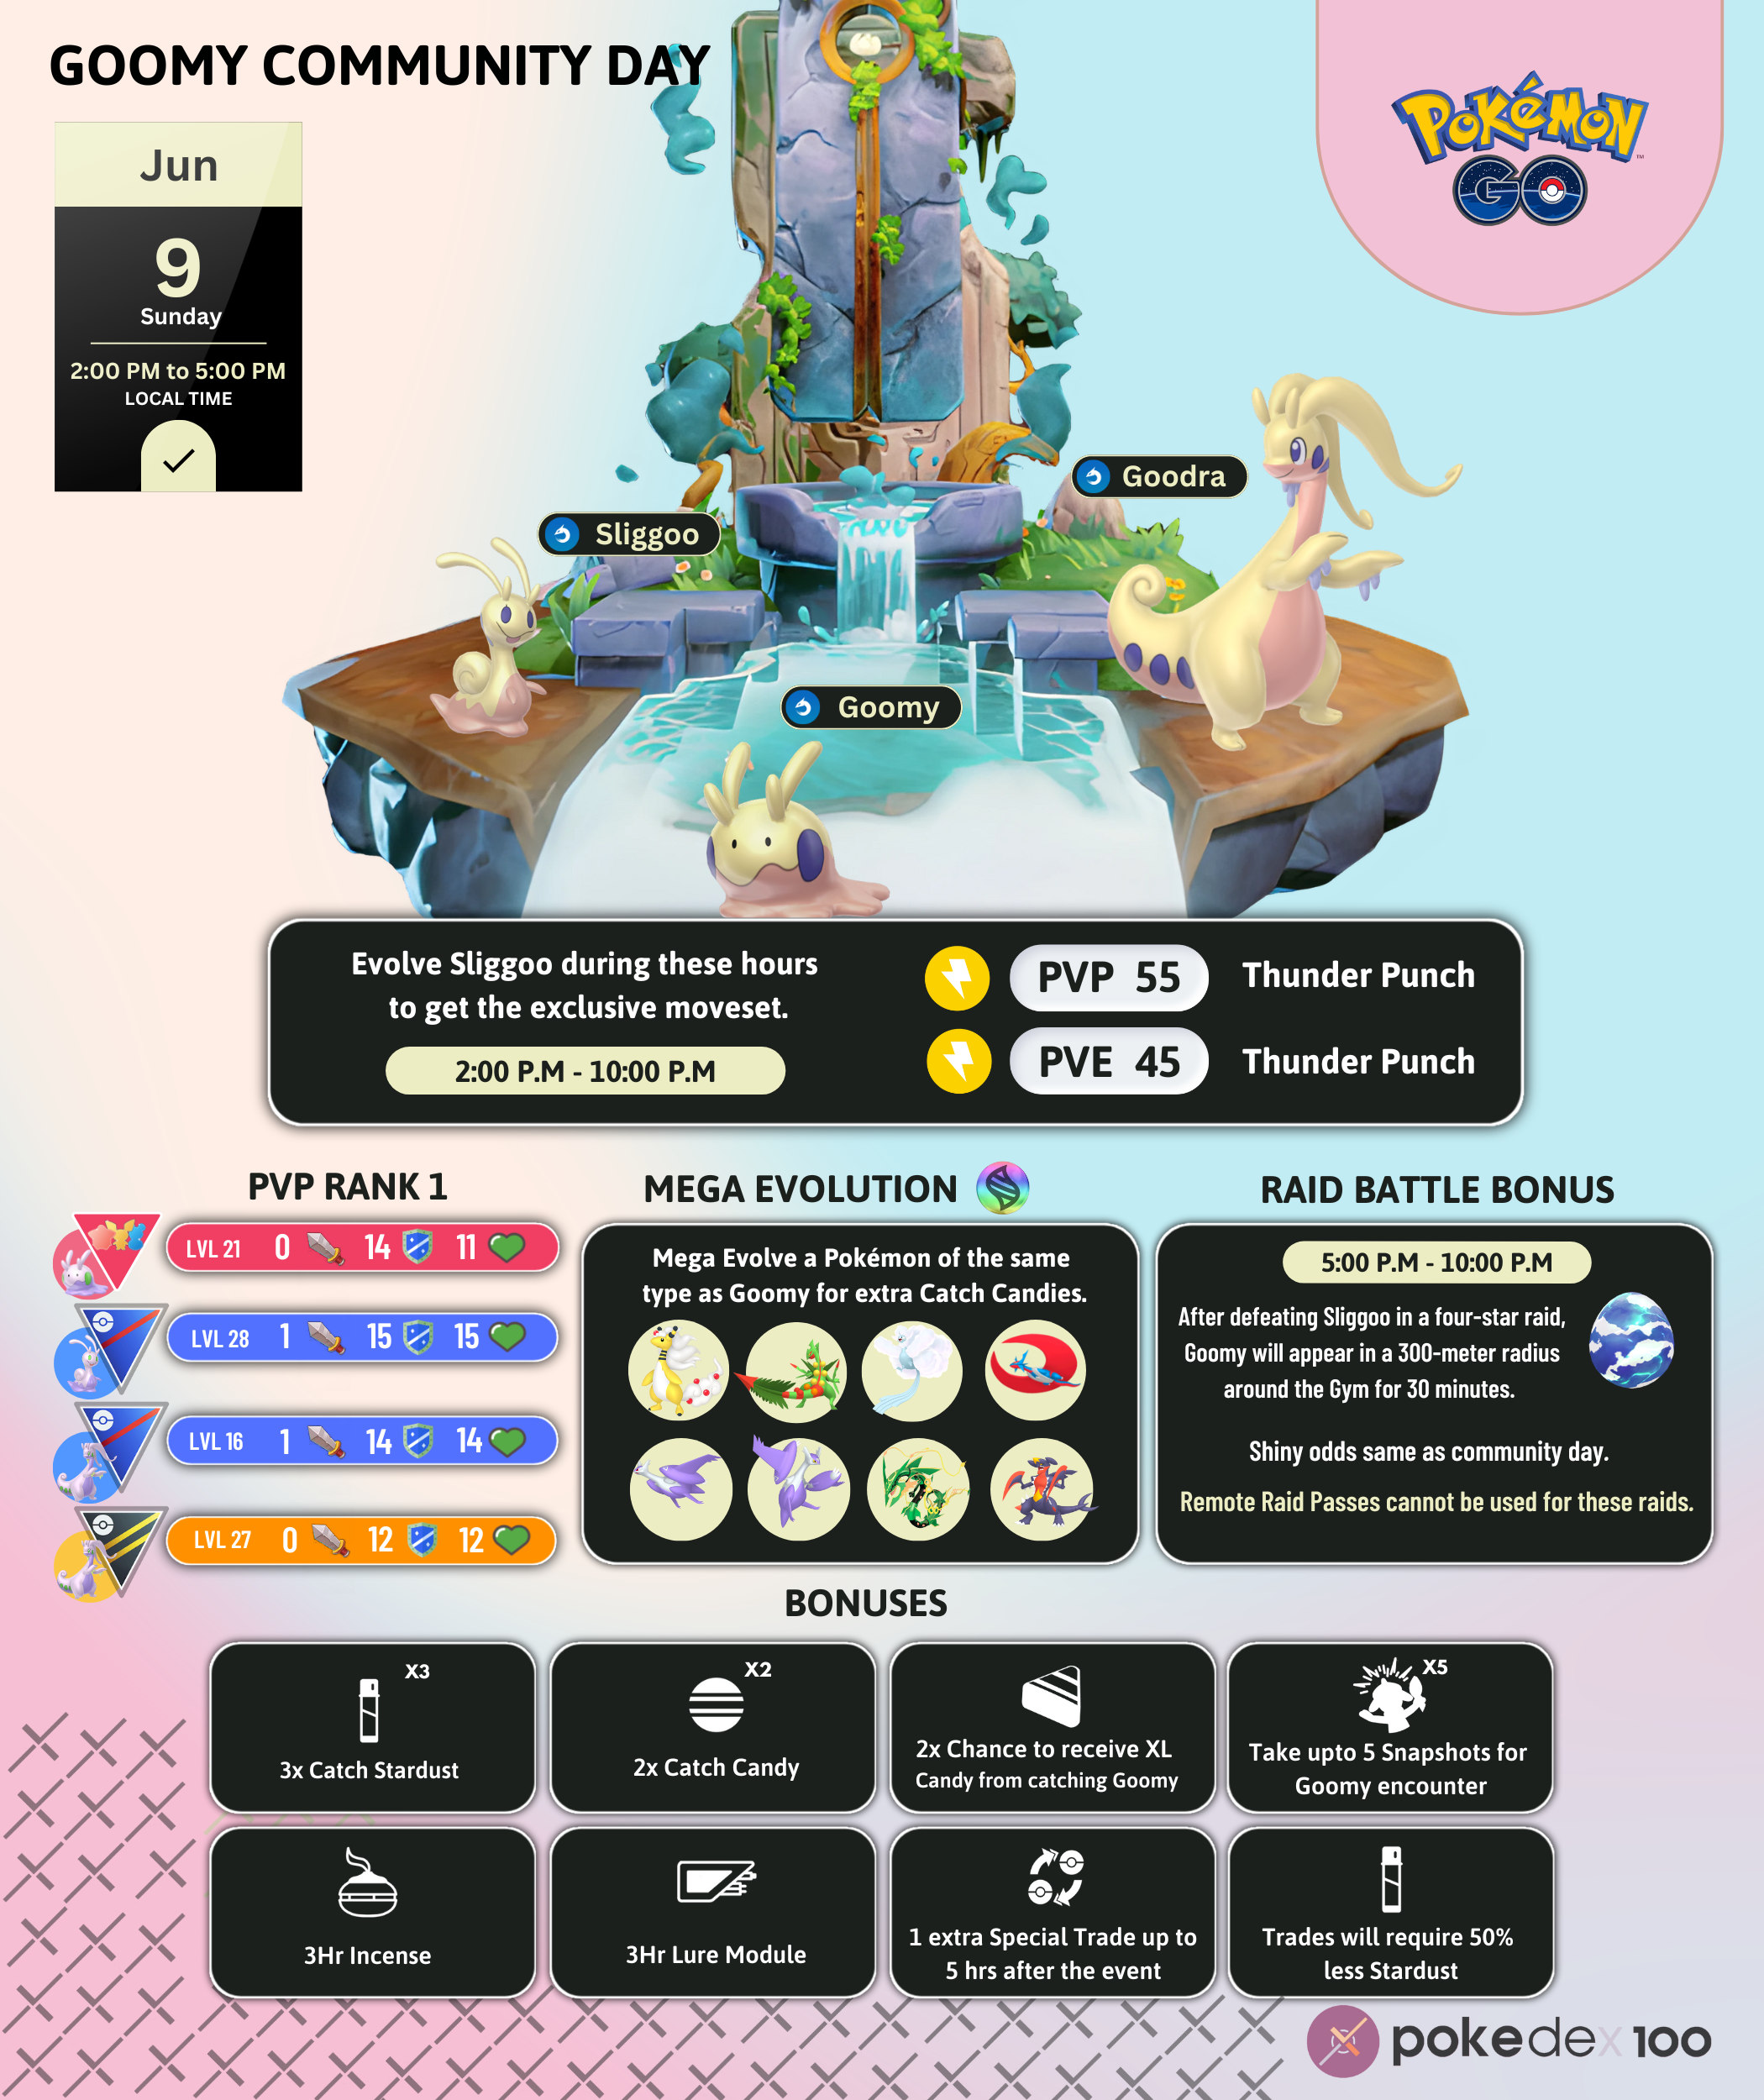 GOOMY COMMUNITY DAY
Jun
9
Sunday
2:00 PM to 5:00 PM
LOCAL TIME
POKéMON
™
GO
Goodra
Sliggoo
Goomy
Evolve Sliggoo during these hours
to get the exclusive moveset.
2:00 P.M - 10:00 P.M
PVP 55 Thunder Punch
PVE 45 Thunder Punch
PVP RANK 1
LVL 21 0 14 11
LVL 28 1 15 15
LVL 16 1 14 14
LVL 27 0 12 12
MEGA EVOLUTION
Mega Evolve a Pokémon of the same
type as Goomy for extra Catch Candies.
RAID BATTLE BONUS
5:00 P.M - 10:00 P.M
After defeating Sliggoo in a four-star raid,
Goomy will appear in a 300-meter radius
around the Gym for 30 minutes.
Shiny odds same as community day.
Remote Raid Passes cannot be used for these raids.
BONUSES
X3
3x Catch Stardust
X2
2x Catch Candy
2x Chance to receive XL
Candy from catching Goomy
X5
Take upto 5 Snapshots for
Goomy encounter
3Hr Incense
3Hr Lure Module
1 extra Special Trade up to
5 hrs after the event
Trades will require 50%
less Stardust
pokedex100